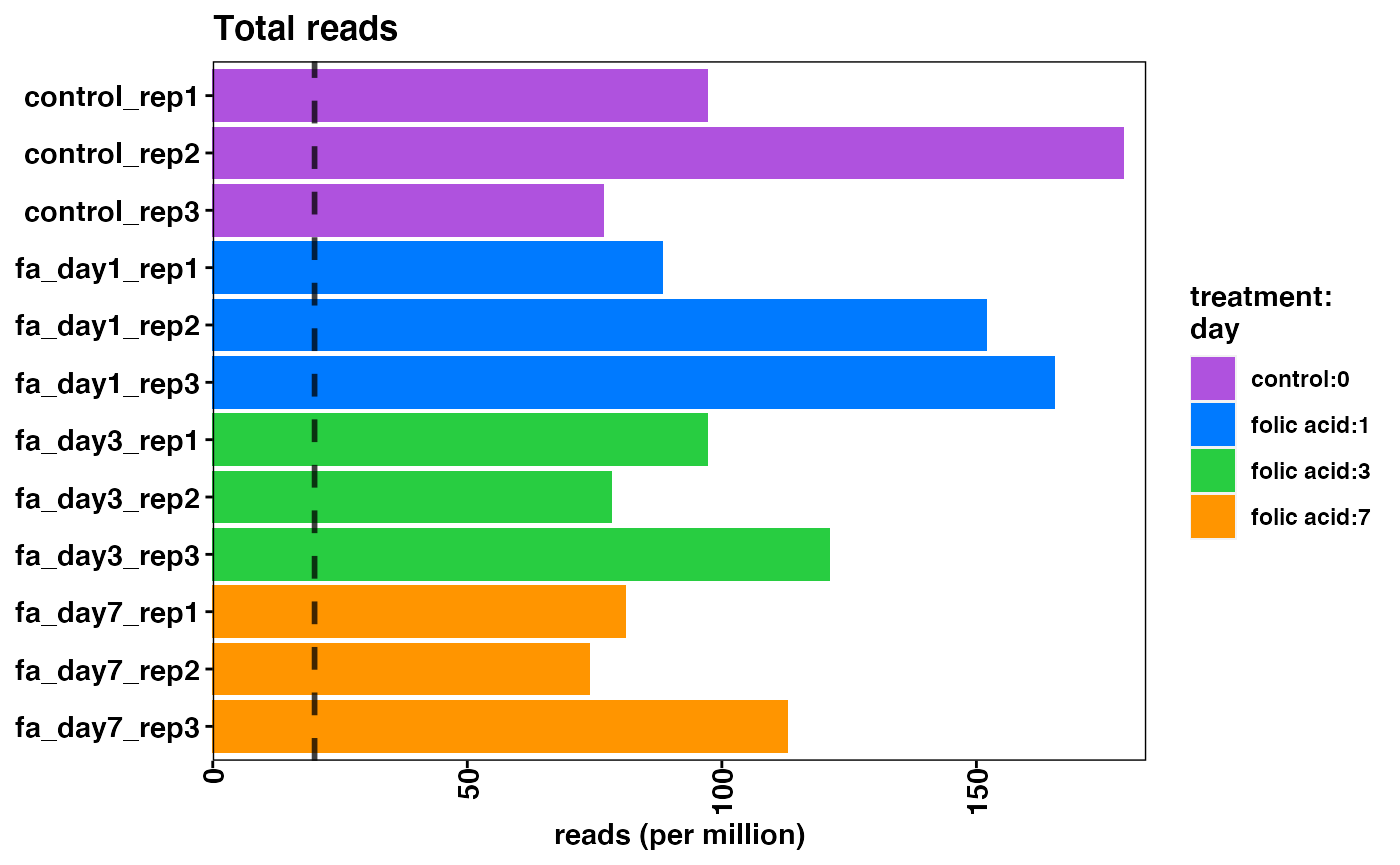 Total reads
control_rep1
control_rep2
control_rep3
fa_day1_rep1
fa_day1_rep2
fa_day1_rep3
fa_day3_rep1
fa_day3_rep2
fa_day3_rep3
fa_day7_rep1
fa_day7_rep2
fa_day7_rep3
0
50
100
150
reads (per million)
treatment:
day
control:0
folic acid:1
folic acid:3
folic acid:7